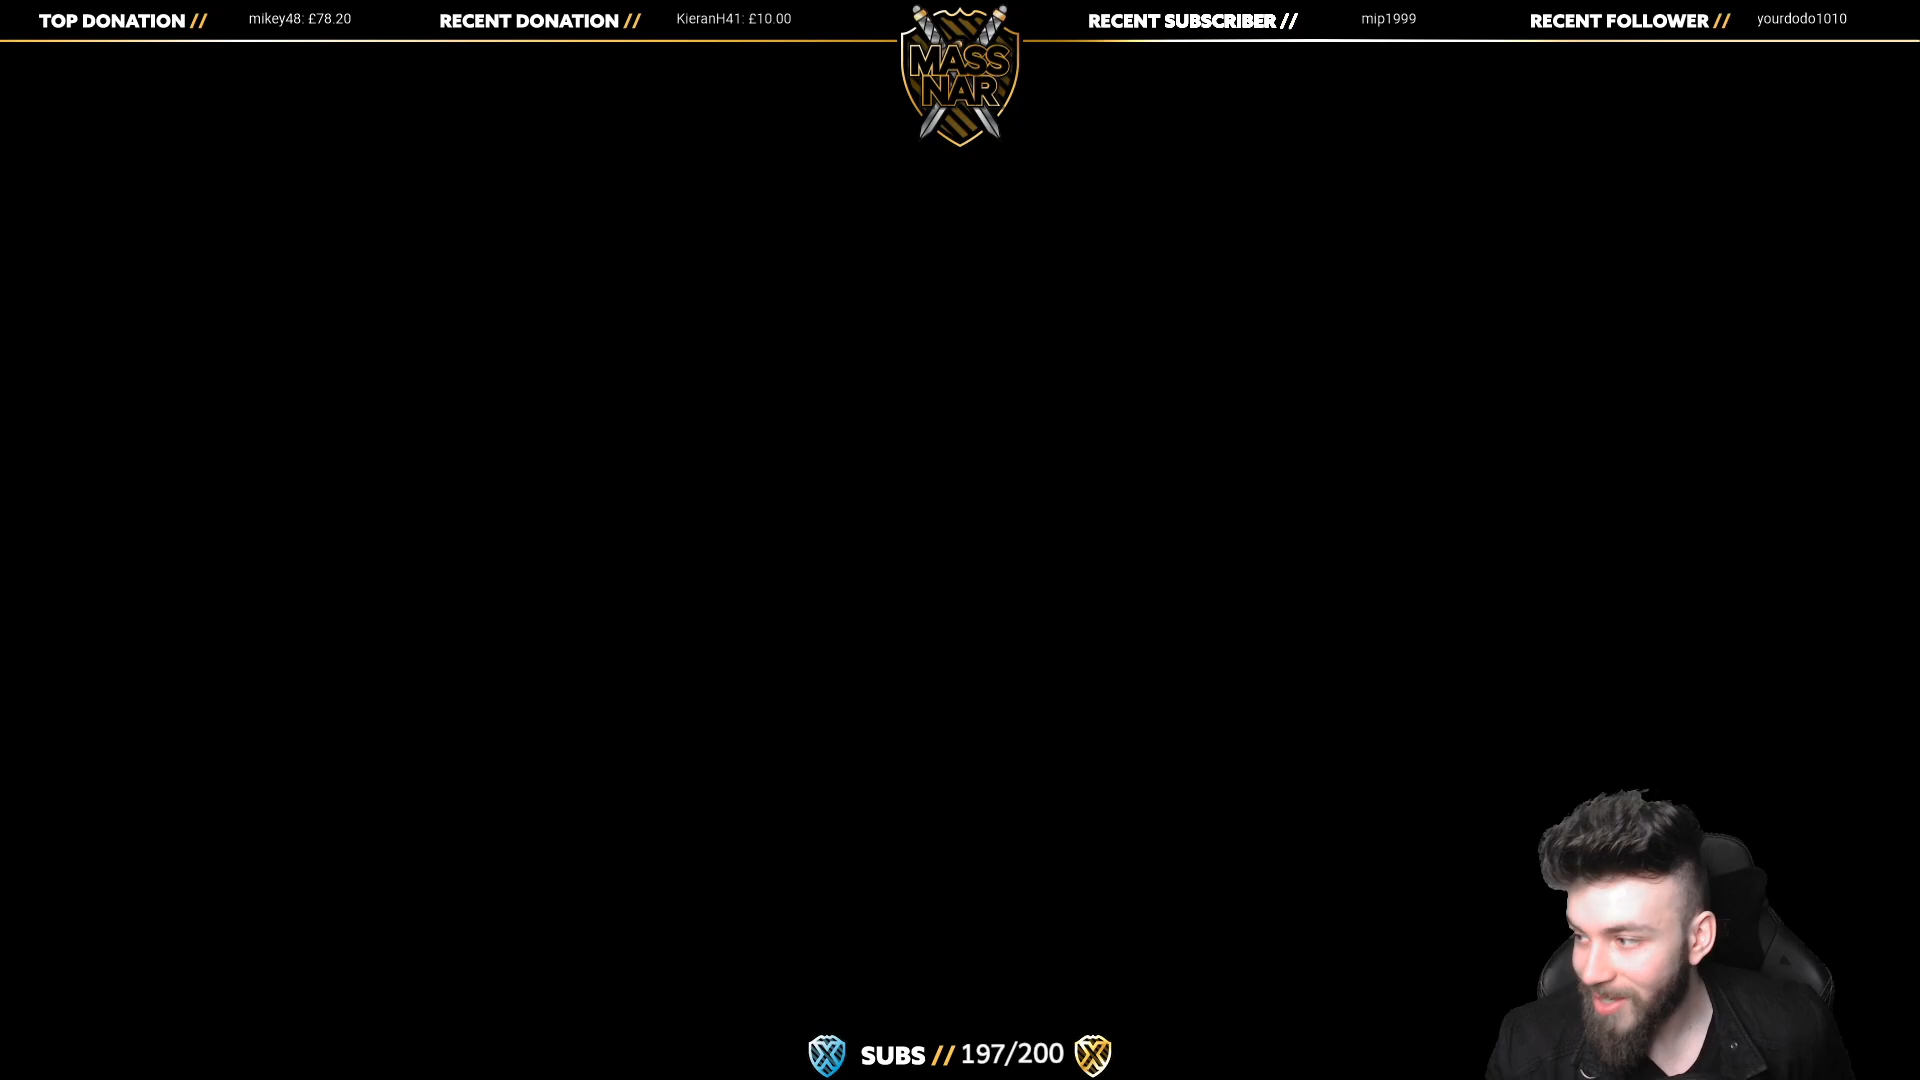 TOP DONATION // mikey48: £78.20 RECENT DONATION // KieranH41: £10.00 RECENT SUBSCRIBER // mip1999 RECENT FOLLOWER // yourdodo1010
MASS
NAR
SUBS // 197/200